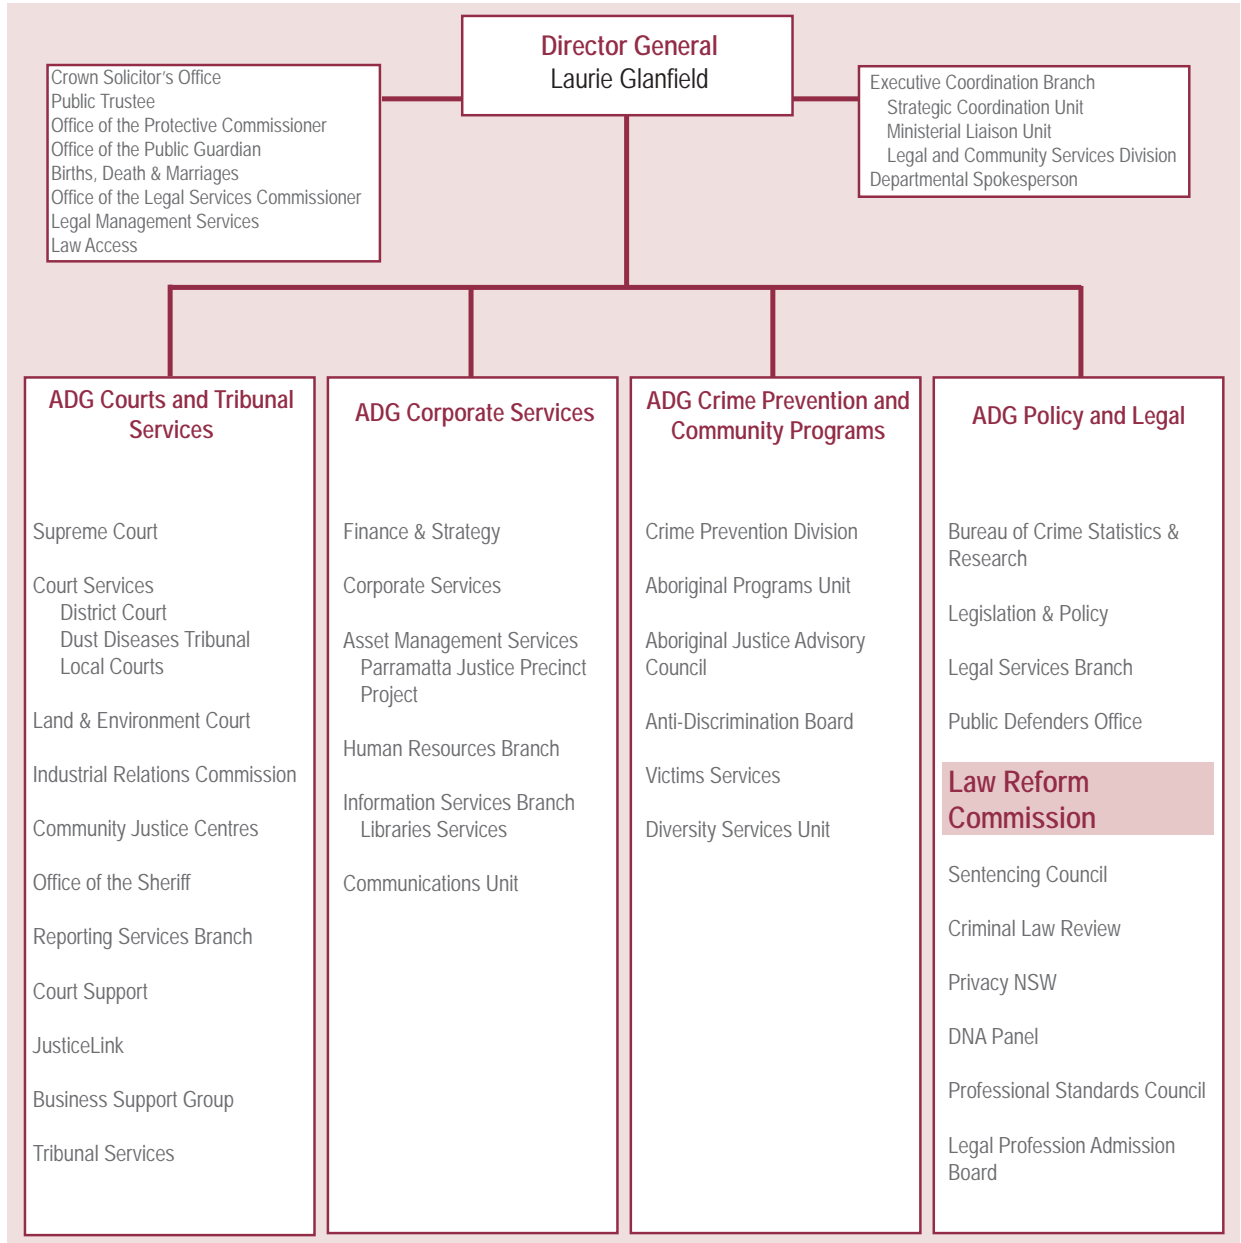 Director General
Laurie Glanfield
Crown Solicitor's Office
Public Trustee
Office of the Protective Commissioner
Office of the Public Guardian
Births, Death & Marriages
Office of the Legal Services Commissioner
Legal Management Services
Law Access
Executive Coordination Branch
Strategic Coordination Unit
Ministerial Liaison Unit
Legal and Community Services Division
Departmental Spokesperson
ADG Courts and Tribunal
Services
Supreme Court
Court Services
District Court
Dust Diseases Tribunal
Local Courts
Land & Environment Court
Industrial Relations Commission
Community Justice Centres
Office of the Sheriff
Reporting Services Branch
Court Support
JusticeLink
Business Support Group
Tribunal Services
ADG Corporate Services
Finance & Strategy
Corporate Services
Asset Management Services
Parramatta Justice Precinct
Project
Human Resources Branch
Information Services Branch
Libraries Services
Communications Unit
ADG Crime Prevention and
Community Programs
Crime Prevention Division
Aboriginal Programs Unit
Aboriginal Justice Advisory
Council
Anti-Discrimination Board
Victims Services
Diversity Services Unit
ADG Policy and Legal
Bureau of Crime Statistics &
Research
Legislation & Policy
Legal Services Branch
Public Defenders Office
Law Reform
Commission
Sentencing Council
Criminal Law Review
Privacy NSW
DNA Panel
Professional Standards Council
Legal Profession Admission
Board